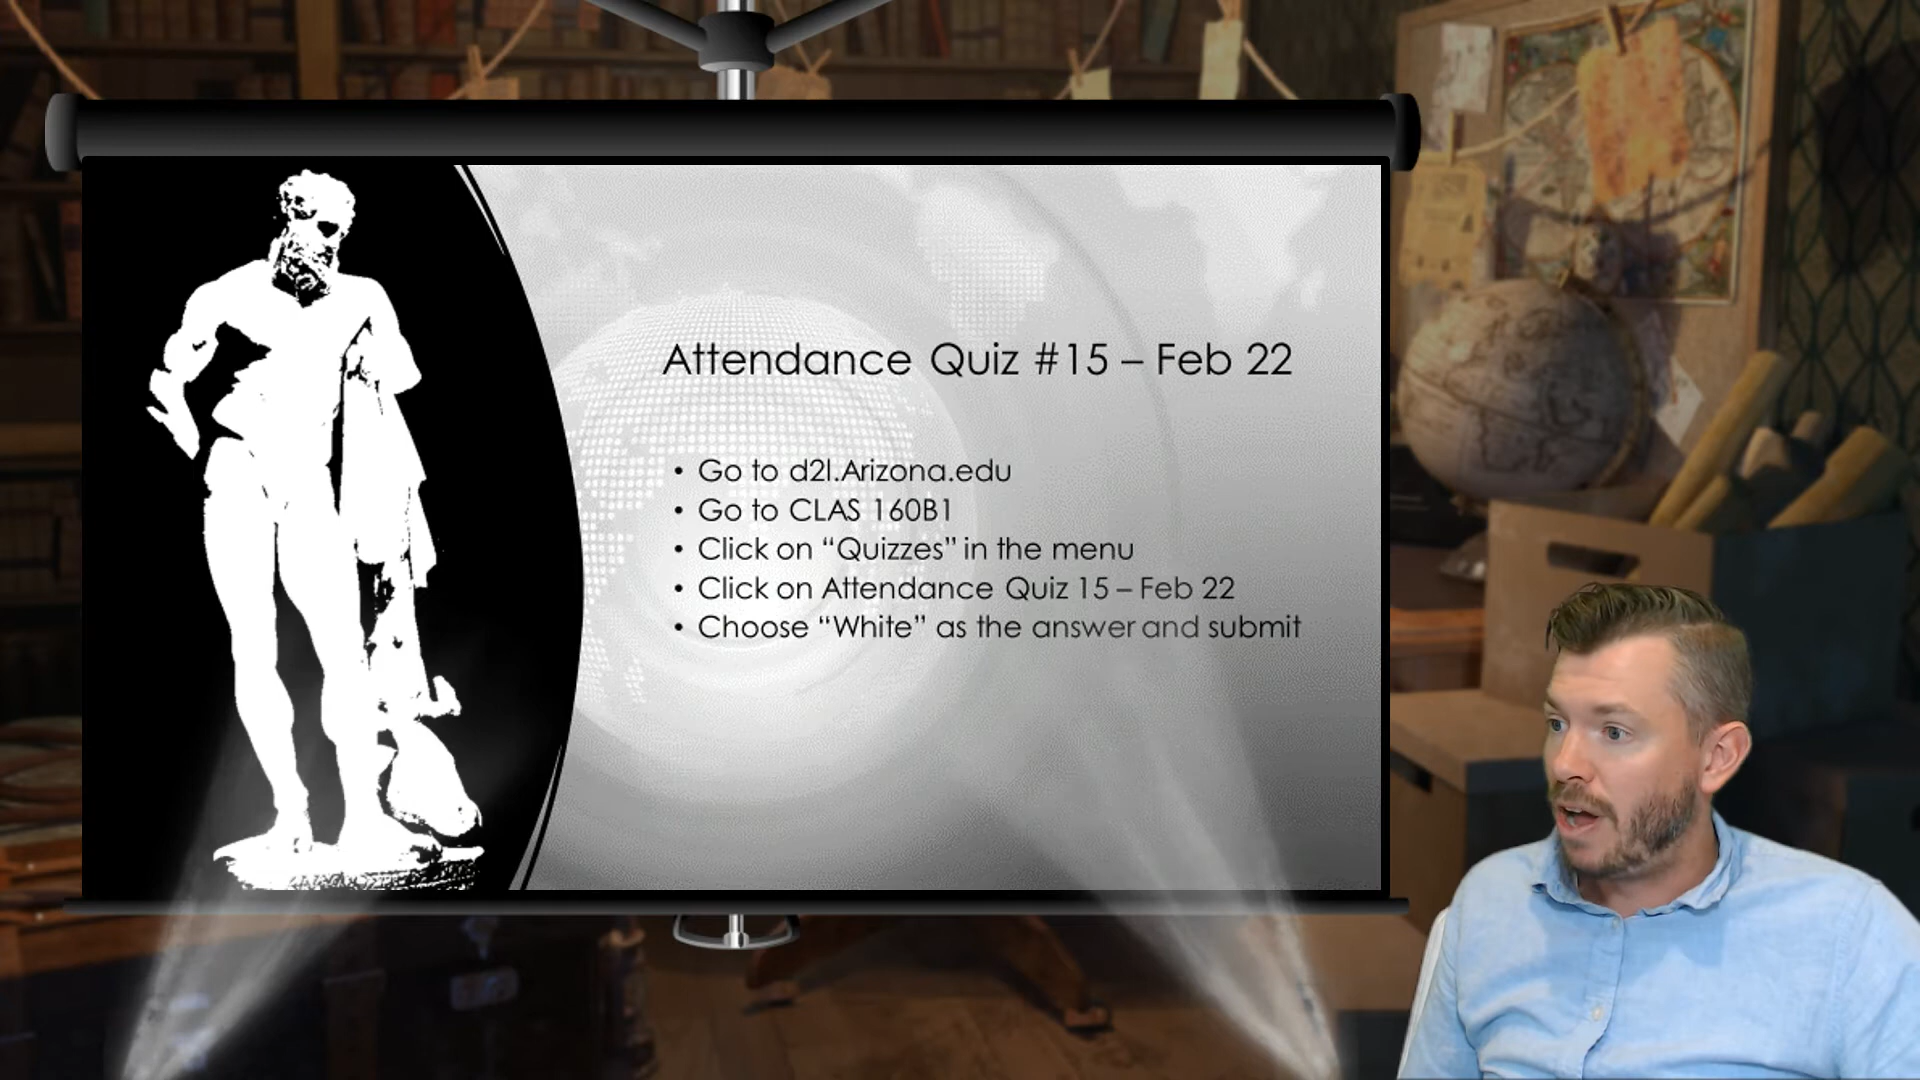 Attendance Quiz #15 – Feb 22
• Go to d2l.Arizona.edu
• Go to CLAS 160B1
• Click on “Quizzes” in the menu
• Click on Attendance Quiz 15 – Feb 22
• Choose “White” as the answer and submit